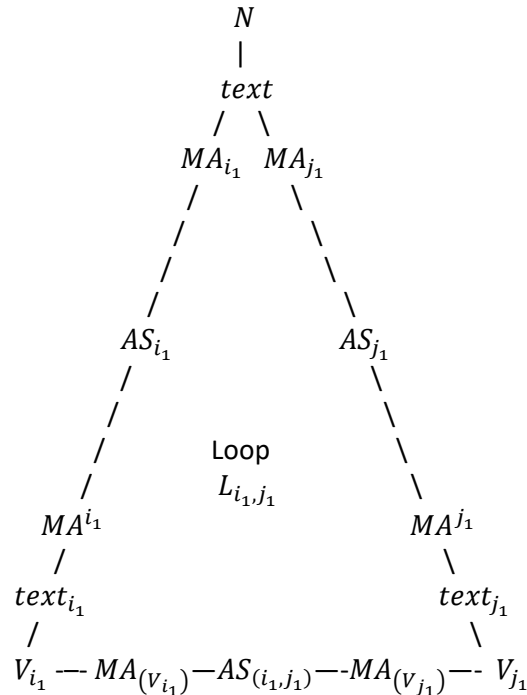 N
text
MA_{i_1} MA_{j_1}
AS_{i_1} AS_{j_1}
Loop
L_{i_1,j_1}
MA^{i_1} MA^{j_1}
text_{i_1} text_{j_1}
V_{i_1} –-- MA_{(V_{i_1})} – AS_{(i_1,j_1)} –-- MA_{(V_{j_1})} –-- V_{j_1}